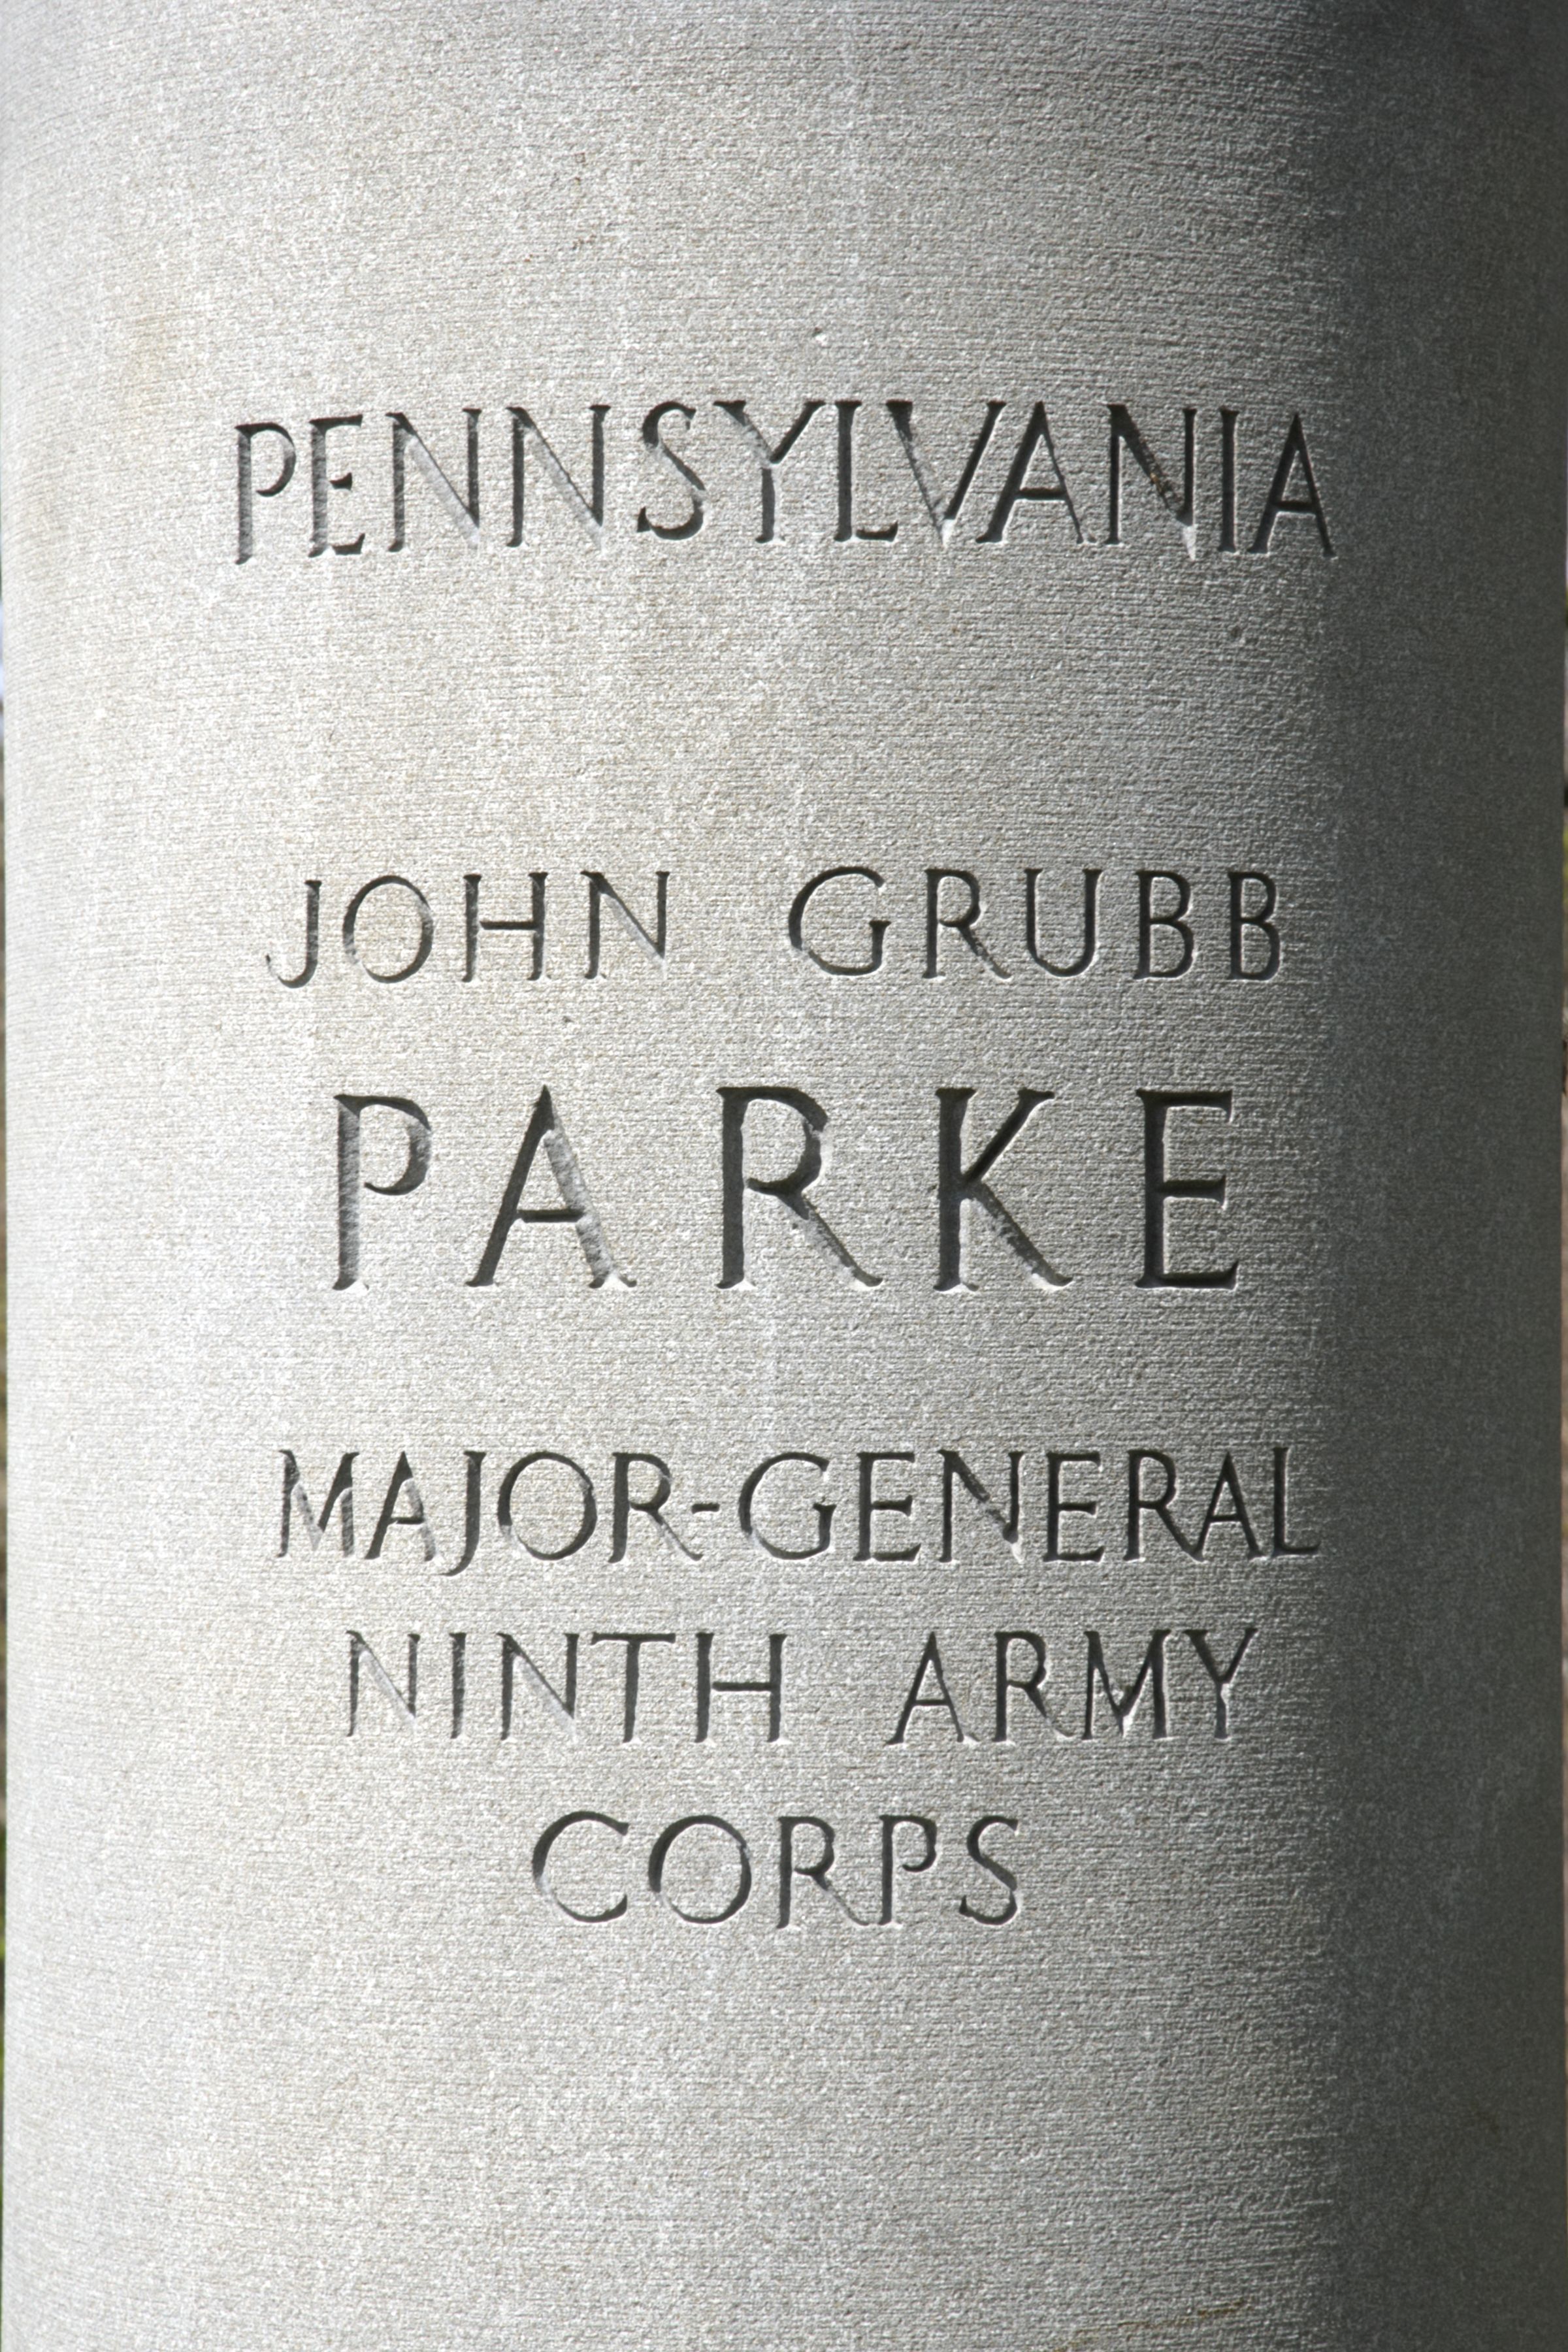 PENNSYLVANIA
JOHN GRUBB
PARKE
MAJOR-GENERAL
NINTH ARMY
CORPS